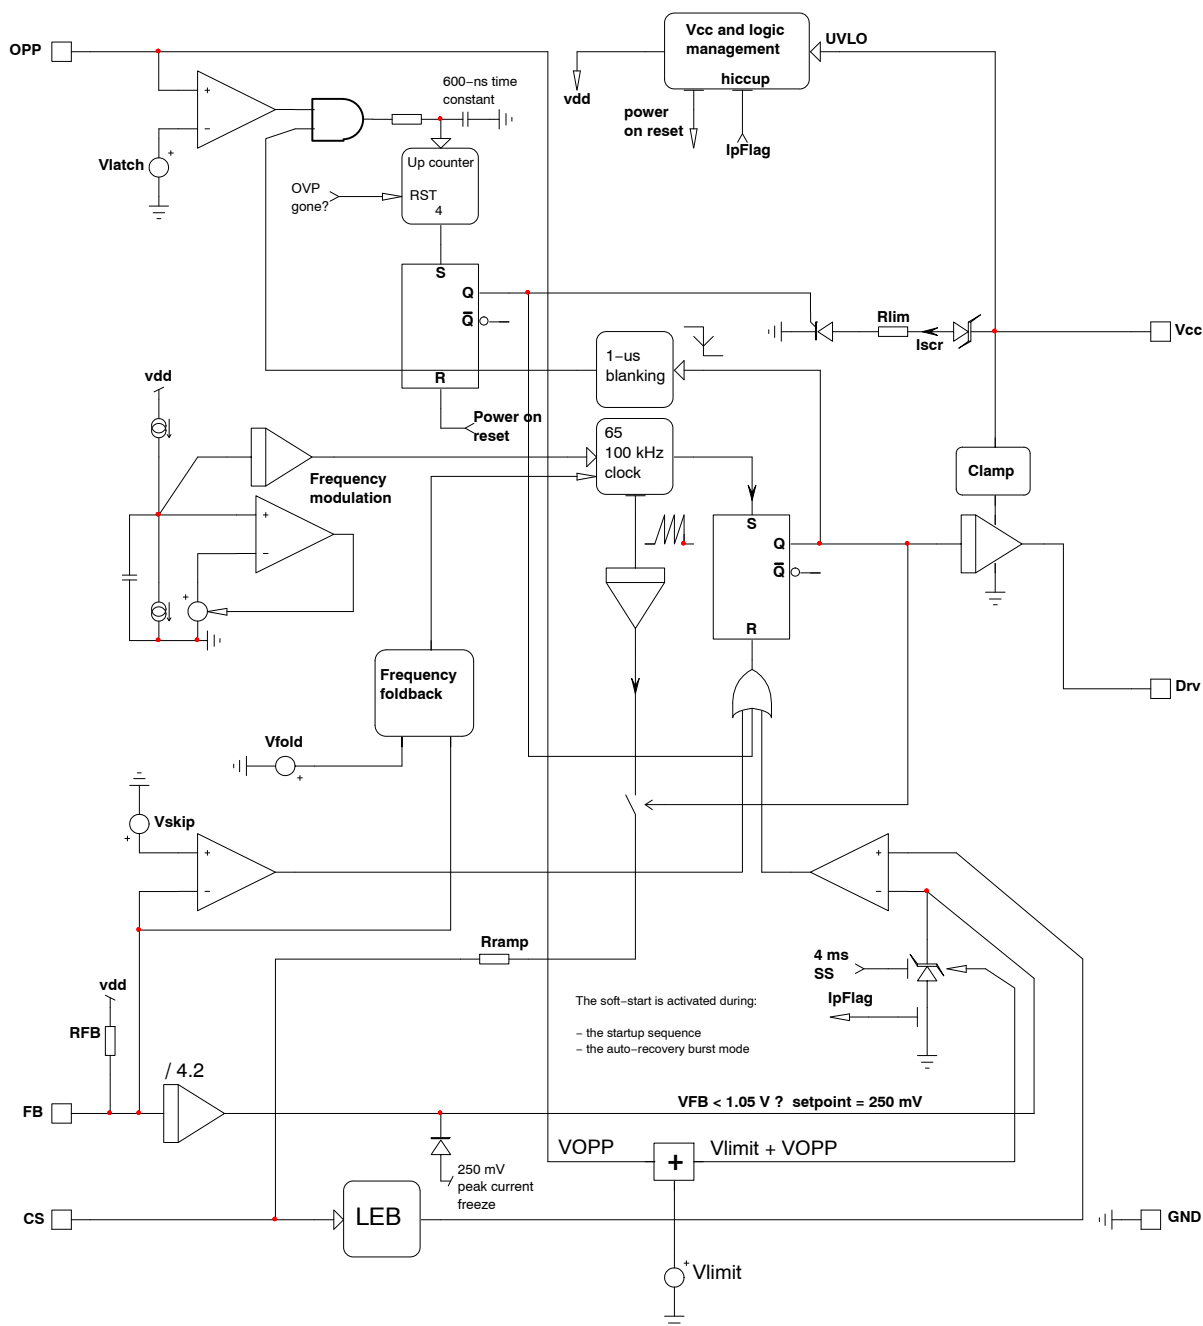 OPP
Vcc and logic
management
hiccup
UVLO
vdd
power
on reset
IpFlag
600-ns time
constant
+
−
Vlatch
+
Up counter
RST
4
OVP
gone?
S
Q
Q
R
Power on
reset
Rlim
Iscr
Vcc
1-us
blanking
vdd
65
100 kHz
clock
Frequency
modulation
Clamp
+
−
+
S
Q
Q
R
Frequency
foldback
Drv
Vfold
+
Vskip
+
+
−
+
−
Rramp
4 ms
SS
IpFlag
vdd
RFB
The soft-start is activated during:
− the startup sequence
− the auto-recovery burst mode
/ 4.2
FB
VFB < 1.05 V ? setpoint = 250 mV
VOPP
+
Vlimit + VOPP
250 mV
peak current
freeze
CS
LEB
GND
+
Vlimit